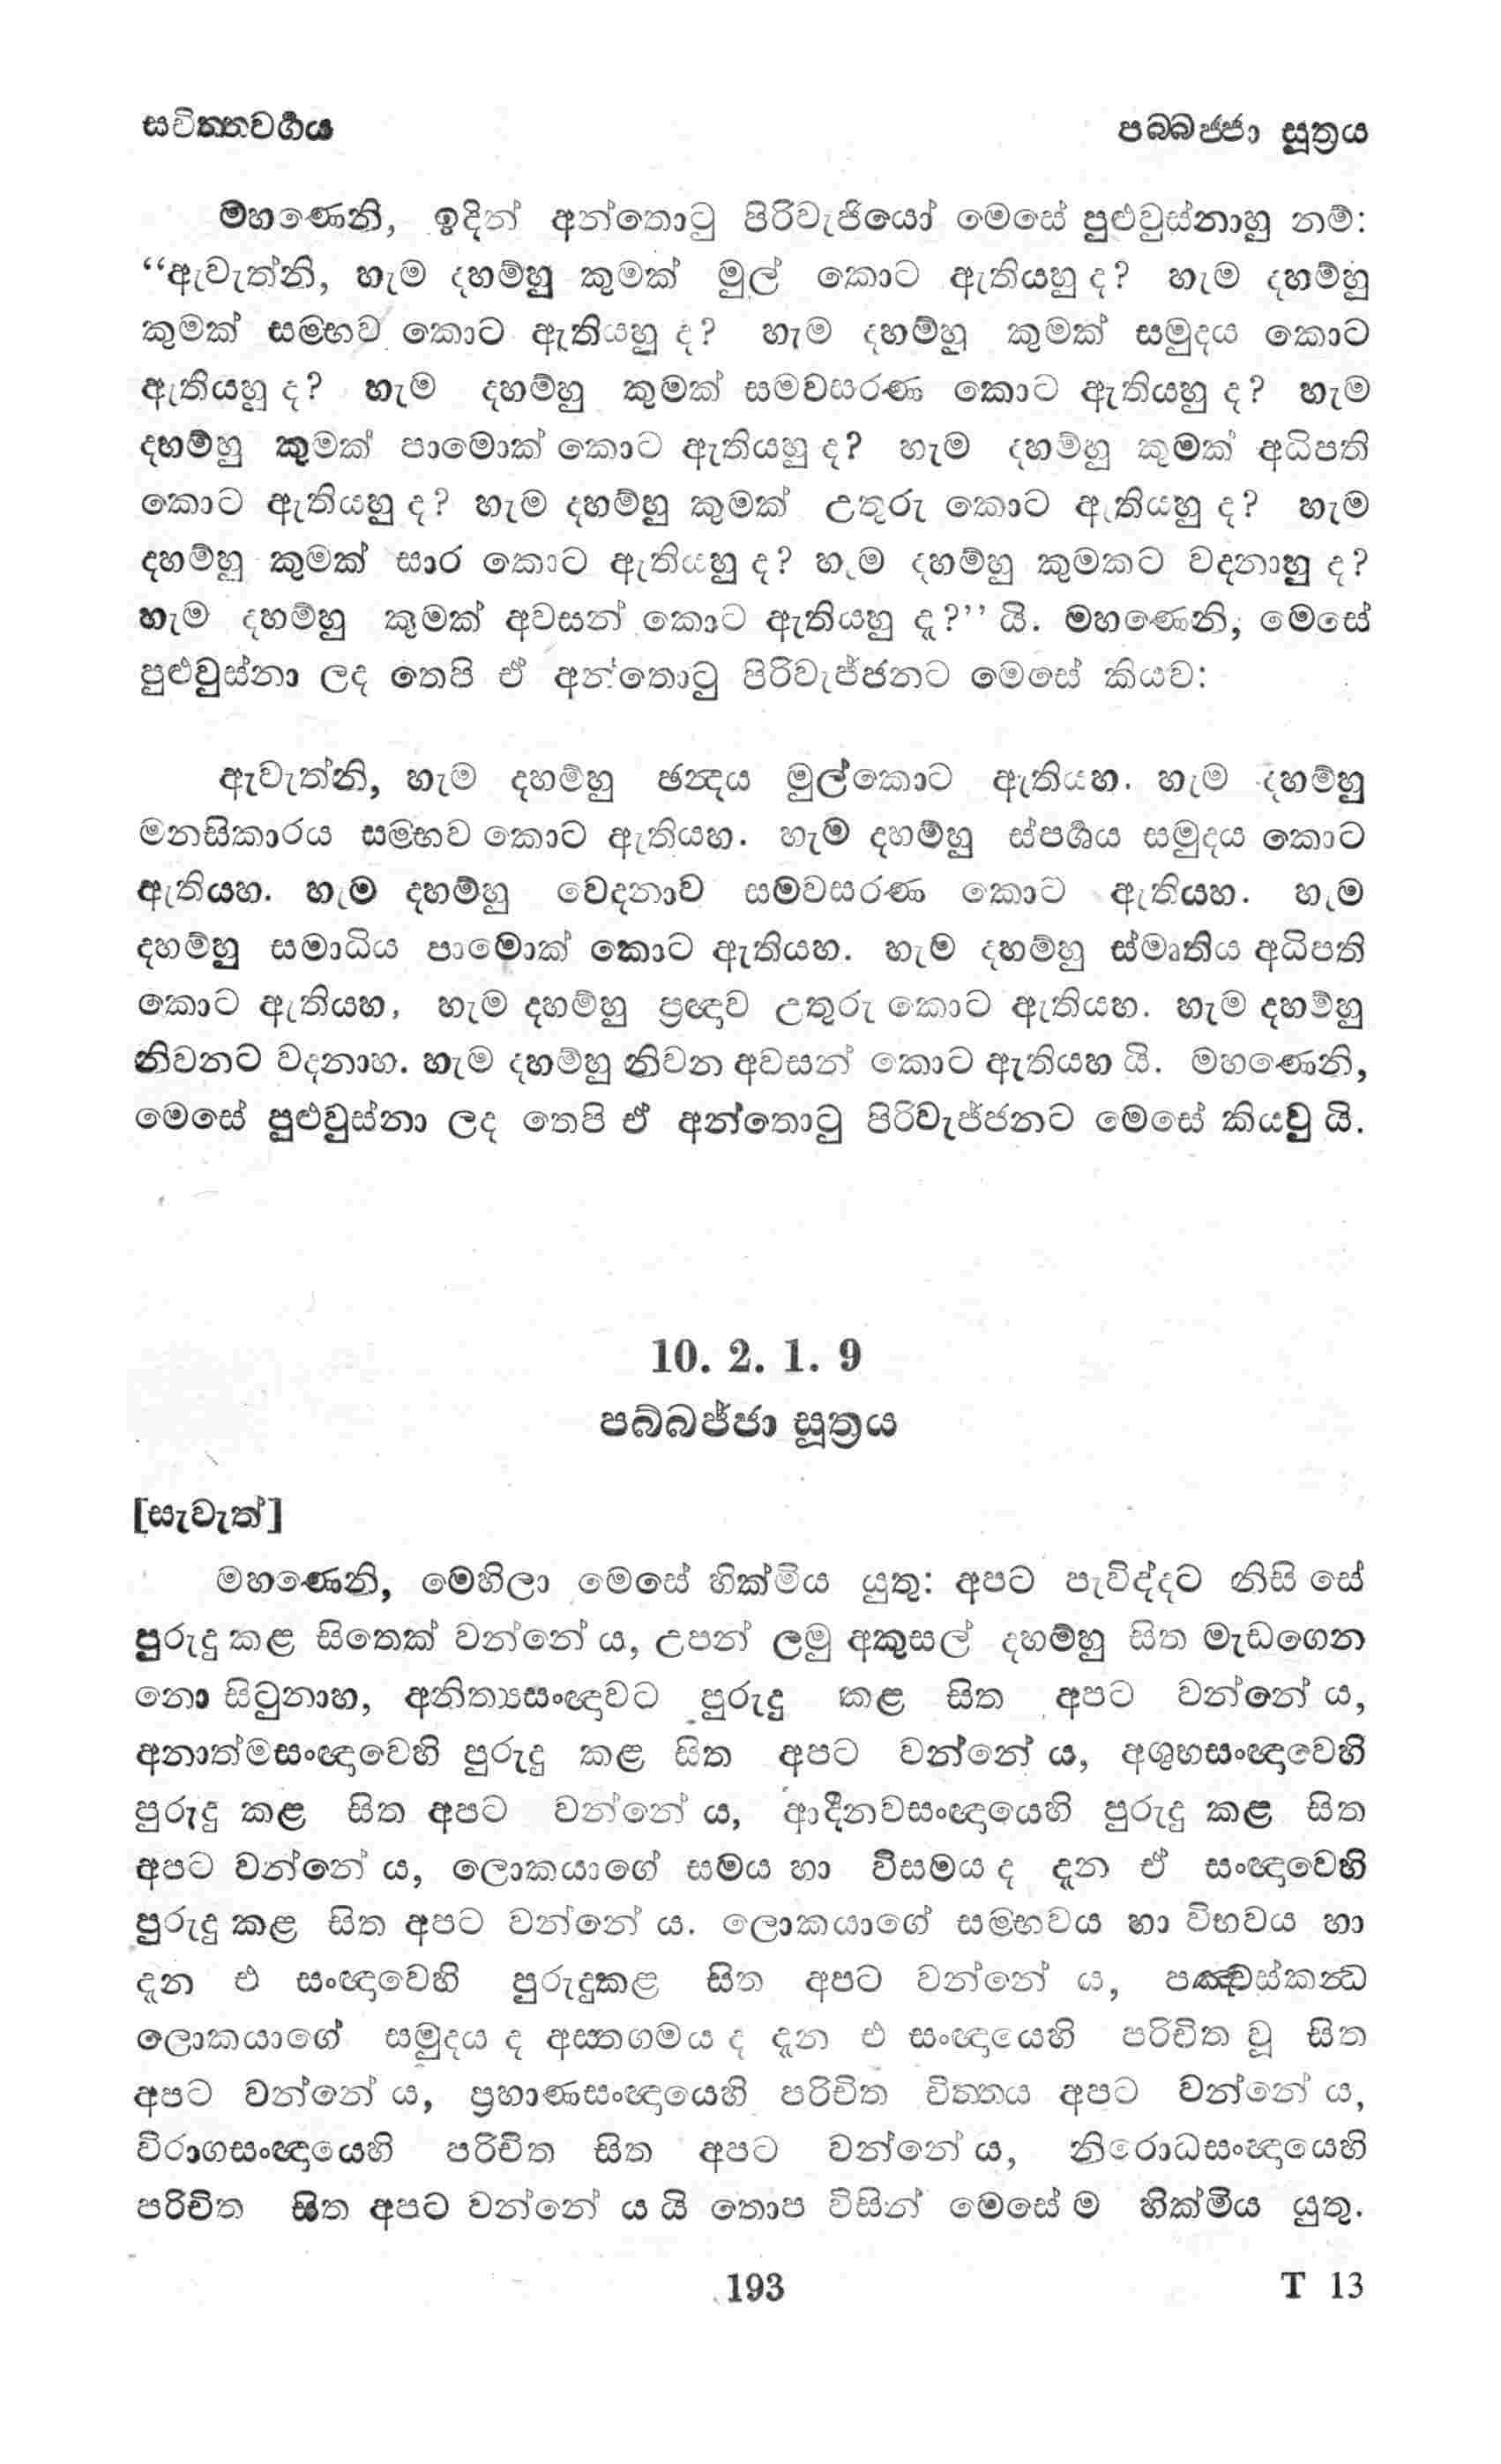 සචිත්තවර්ගය
පබ්බජ්ජා සූත්‍රය
මහණෙනි, ඉදින් අන්තොටු පිරිවැජියෝ මෙසේ පුළුවුස්නාහු නම්:
“ඇවැත්නි, හැම දහම්හු කුමක් මුල් කොට ඇතියහු ද? හැම දහම්හු
කුමක් සම්භව කොට ඇතියහු ද? හැම දහම්හු කුමක් සමුදය කොට
ඇතියහු ද? හැම දහම්හු කුමක් සමවසරණ කොට ඇතියහු ද? හැම
දහම්හු කුමක් පාමොක් කොට ඇතියහු ද? හැම දහම්හු කුමක් අධිපති
කොට ඇතියහු ද? හැම දහම්හු කුමක් උතුරු කොට ඇතියහු ද? හැම
දහම්හු කුමක් සාර කොට ඇතියහු ද? හැම දහම්හු කුමකට වදනාහු ද?
හැම දහම්හු කුමක් අවසන් කොට ඇතියහු ද?” යි. මහණෙනි, මෙසේ
පුළුවුස්නා ලද තෙපි ඒ අන්තොටු පිරිවැජ්ජනට මෙසේ කියව:
ඇවැත්නි, හැම දහම්හු ඡන්‍දය මුල්කොට ඇතියහ. හැම දහම්හු
මනසිකාරය සම්භව කොට ඇතියහ. හැම දහම්හු ස්පර්‍ශය සමුදය කොට
ඇතියහ. හැම දහම්හු වෙදනාව සමවසරණ කොට ඇතියහ. හැම
දහම්හු සමාධිය පාමොක් කොට ඇතියහ. හැම දහම්හු ස්මෘතිය අධිපති
කොට ඇතියහ, හැම දහම්හු ප්‍රඥාව උතුරු කොට ඇතියහ. හැම දහම්හු
නිවනට වදනාහ. හැම දහම්හු නිවන අවසන් කොට ඇතියහ යි. මහණෙනි,
මෙසේ පුළුවුස්නා ලද තෙපි ඒ අන්තොටු පිරිවැජ්ජනට මෙසේ කියවු යි.
10. 2. 1. 9
පබ්බජ්ජා සූත්‍රය
[සැවැත්]
මහණෙනි, මෙහිලා මෙසේ හික්මිය යුතු: අපට පැවිද්දට නිසි සේ
පුරුදු කළ සිතෙක් වන්නේ ය, උපන් ලමු අකුසල් දහම්හු සිත මැඩගෙන
නො සිටුනාහ, අනිත්‍යසංඥාවට පුරුදු කළ සිත අපට වන්නේ ය,
අනාත්මසංඥාවෙහි පුරුදු කළ සිත අපට වන්නේ ය, අශුභසංඥාවෙහි
පුරුදු කළ සිත අපට වන්නේ ය, ආදීනවසංඥායෙහි පුරුදු කළ සිත
අපට වන්නේ ය, ලොකයාගේ සමය හා විසමය ද දැන ඒ සංඥාවෙහි
පුරුදු කළ සිත අපට වන්නේ ය. ලොකයාගේ සම්භවය හා විභවය හා
දැන එ සංඥාවෙහි පුරුදුකළ සිත අපට වන්නේ ය, පඤ්චස්කන්‍ධ
ලොකයාගේ සමුදය ද අස්තගමය ද දැන එ සංඥායෙහි පරිචිත වූ සිත
අපට වන්නේ ය, ප්‍රහාණසංඥායෙහි පරිචිත චිත්තය අපට වන්නේ ය,
විරාගසංඥායෙහි පරිචිත සිත අපට වන්නේ ය, නිරොධසංඥායෙහි
පරිචිත සිත අපට වන්නේ ය යි තොප විසින් මෙසේ ම හික්මිය යුතු.
193
T 13